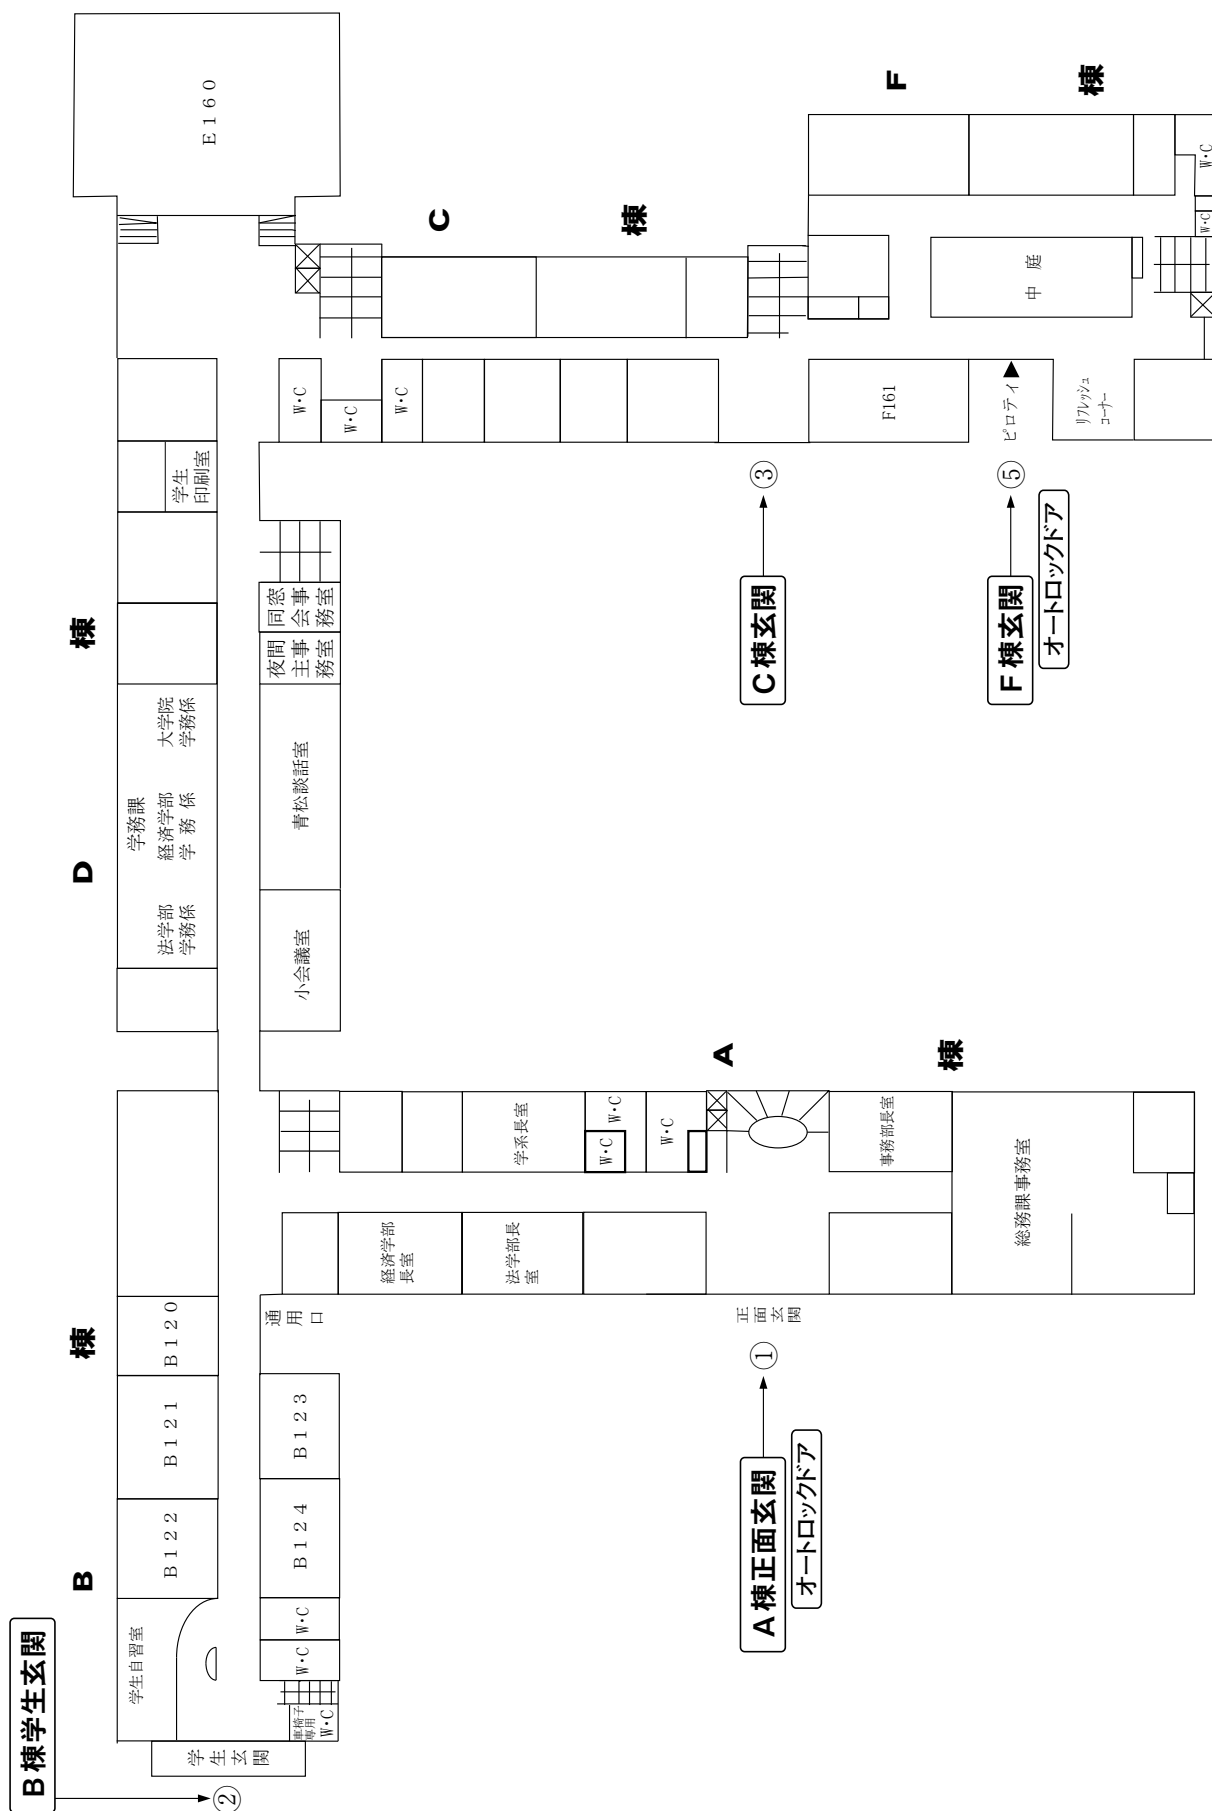 B棟学生玄関
②
学生玄関
学生自習室
B 棟
B122
B121
B120
車椅子
専用
W・C
W・C
W・C
B124
B123
通用口
経済学部
長室
法学部長
室
学系長室
W・C
W・C
W・C
A 棟
正面玄関
①
A棟正面玄関
オートロックドア
事務部長室
総務課事務室
D 棟
学務課
法学部
学務係
経済学部
学務係
大学院
学務係
小会議室
青松談話室
夜間
主事
務室
同窓
会事
務室
学生
印刷室
E160
C 棟
W・C
W・C
W・C
③
C棟玄関
F 棟
F161
中庭
ピロティ
リフレッシュ
コーナー
W・C
W・C
⑤
F棟玄関
オートロックドア